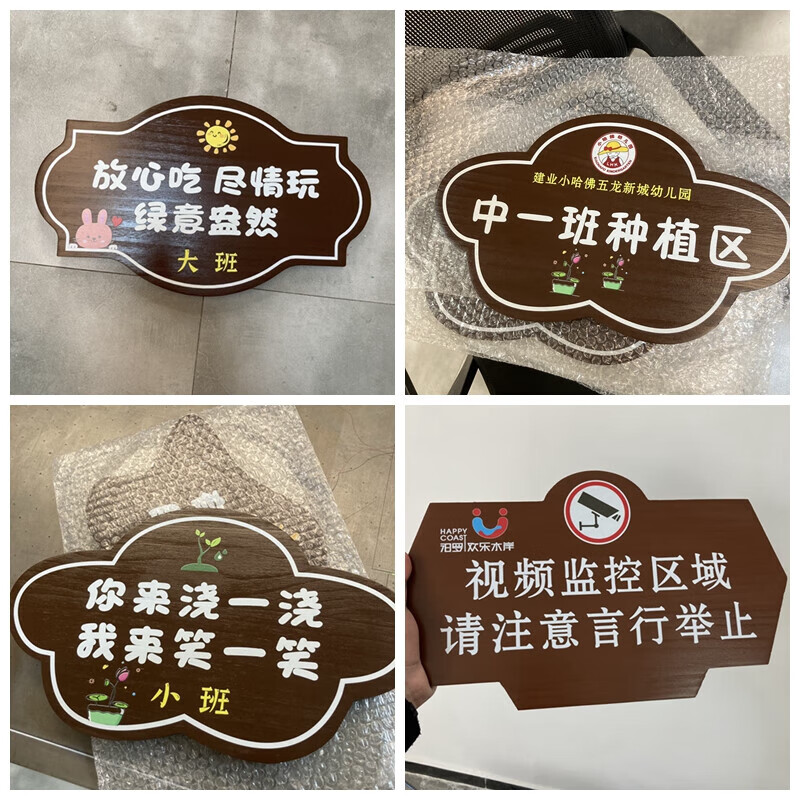 放心吃 尽情玩
绿意盎然
大班
建业小哈佛五龙新城幼儿园
中一班种植区
你来浇一浇
我来笑一笑
小班
HAPPY
COAST
汨罗 欢乐水岸
视频监控区域
请注意言行举止